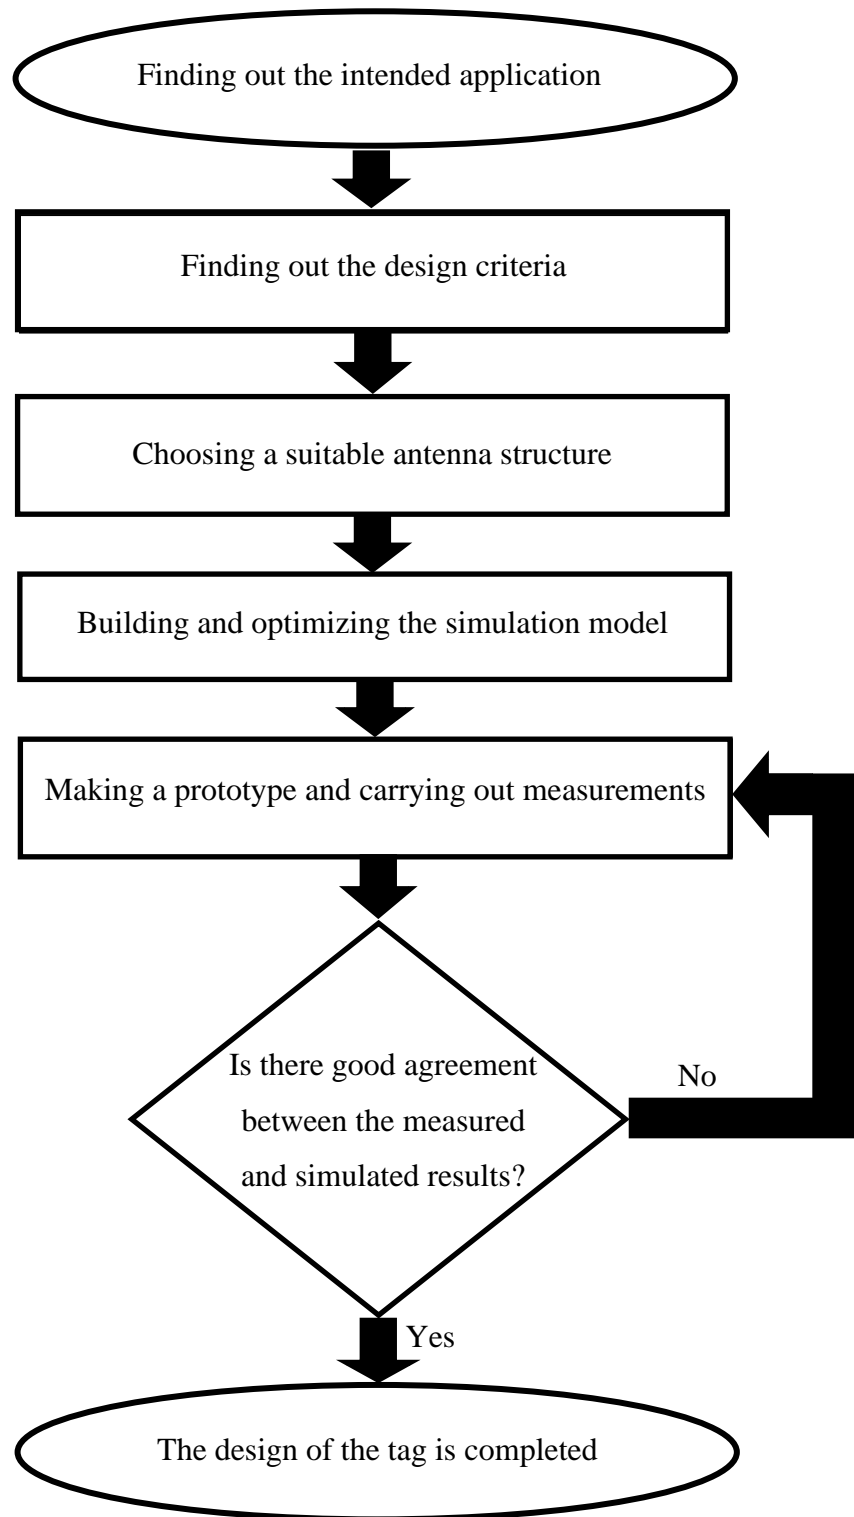 Finding out the intended application
Finding out the design criteria
Choosing a suitable antenna structure
Building and optimizing the simulation model
Making a prototype and carrying out measurements
Is there good agreement
between the measured
and simulated results?
No
Yes
The design of the tag is completed